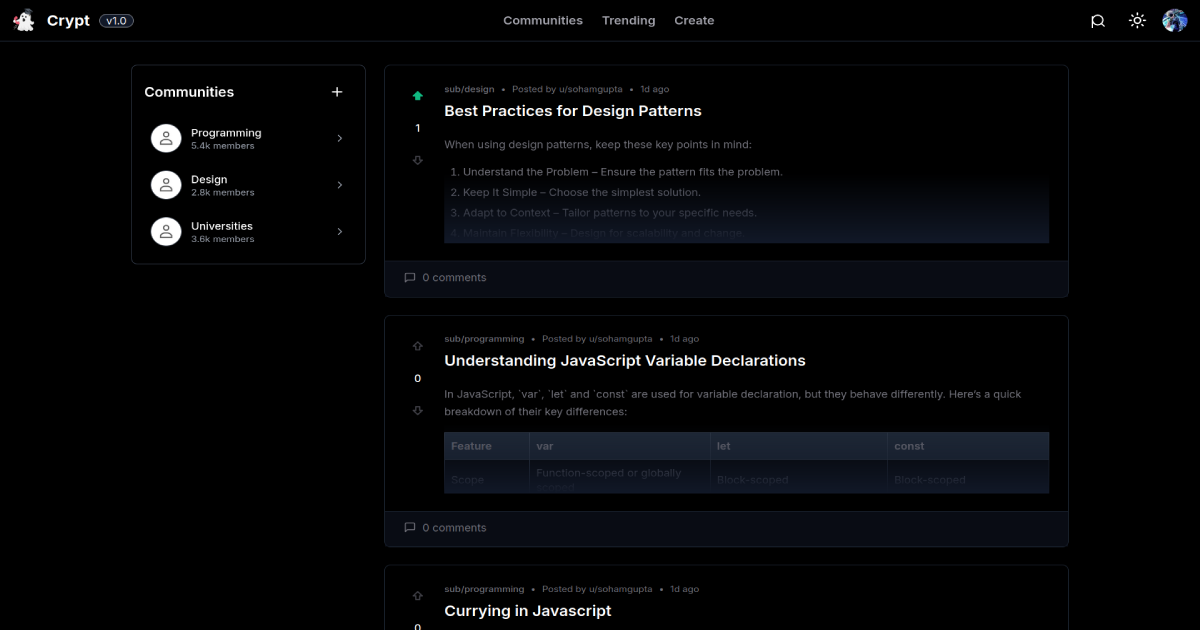 Crypt v1.0 Communities Trending Create
Communities
Programming
5.4k members
Design
2.8k members
Universities
3.6k members
sub/design • Posted by u/sohamgupta • 1d ago
Best Practices for Design Patterns
1
When using design patterns, keep these key points in mind:
1. Understand the Problem – Ensure the pattern fits the problem.
2. Keep It Simple – Choose the simplest solution.
3. Adapt to Context – Tailor patterns to your specific needs.
4. Maintain Flexibility – Design for scalability and change.
0 comments
sub/programming • Posted by u/sohamgupta • 1d ago
Understanding JavaScript Variable Declarations
0
In JavaScript, `var`, `let` and `const` are used for variable declaration, but they behave differently. Here's a quick
breakdown of their key differences:
Feature var let const
Function-scoped or globally
Scope Block-scoped Block-scoped
0 comments
sub/programming • Posted by u/sohamgupta • 1d ago
Currying in Javascript
0